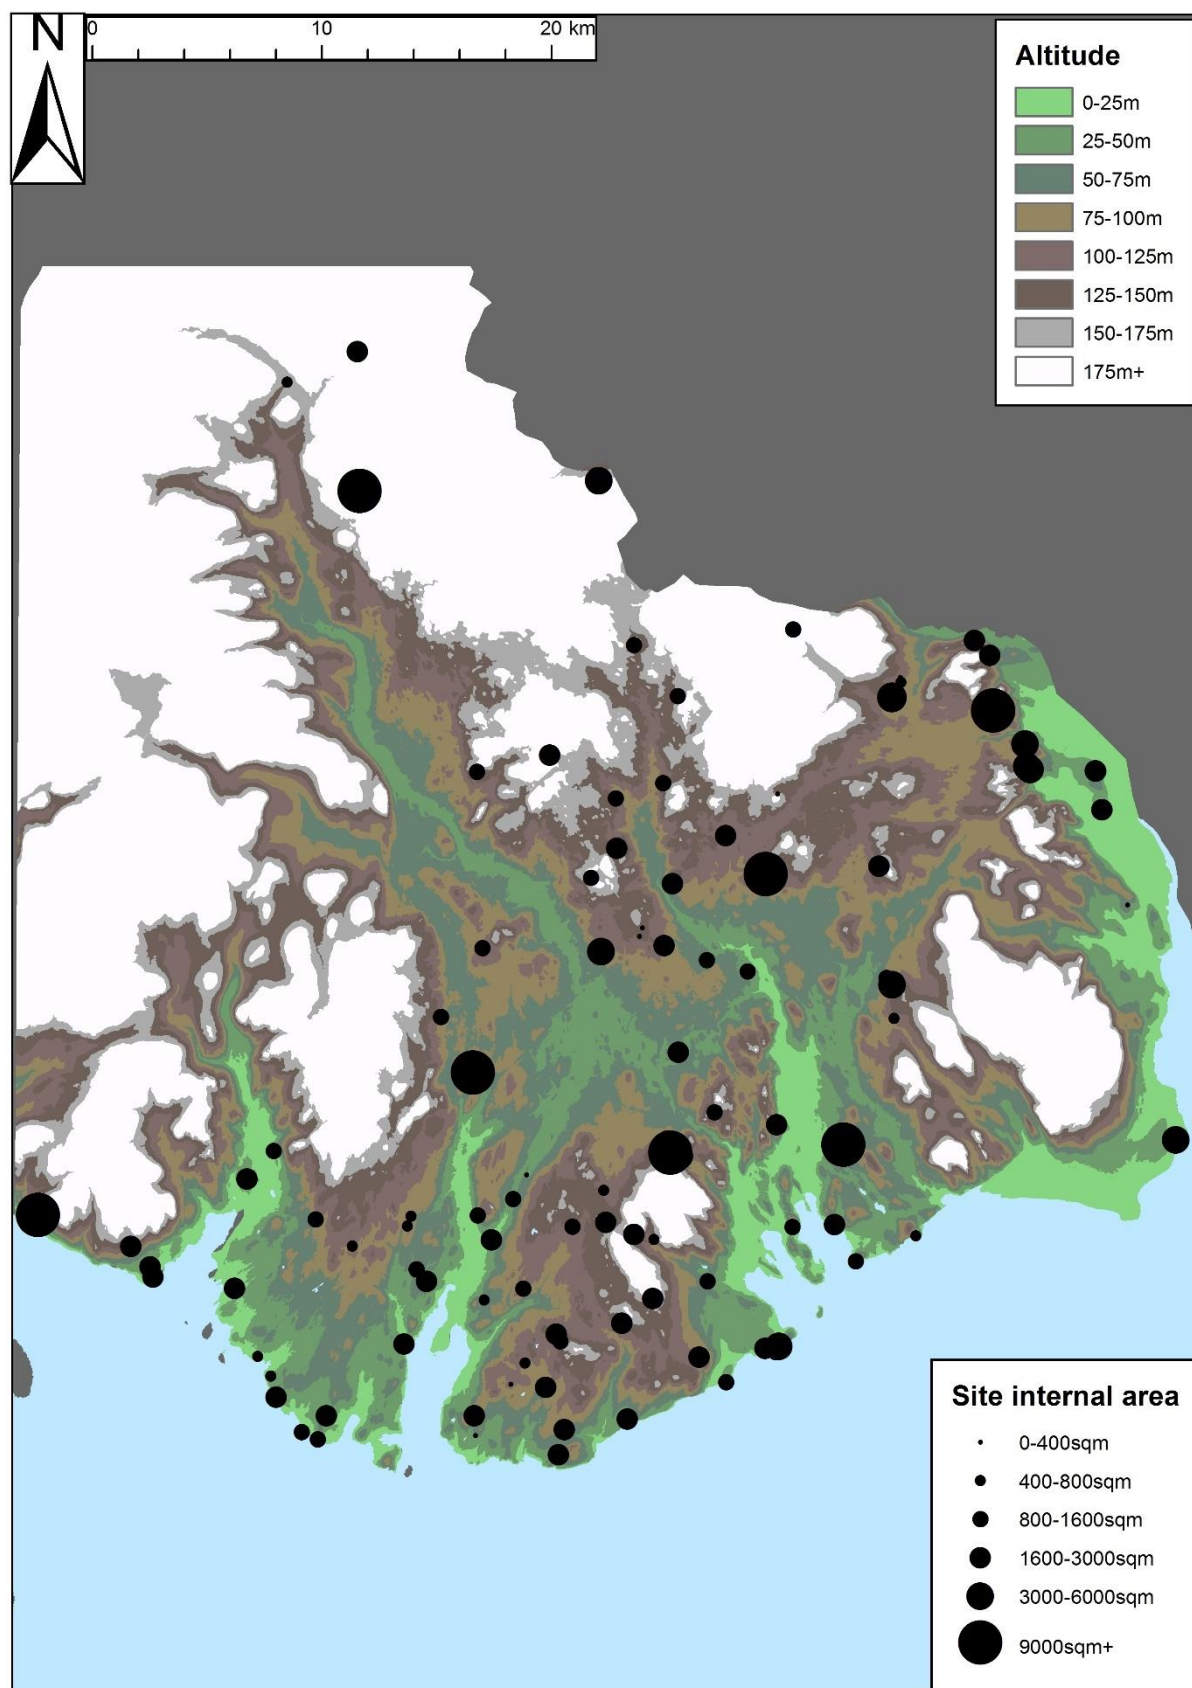 N
0 10 20 km
Altitude
0-25m
25-50m
50-75m
75-100m
100-125m
125-150m
150-175m
175m+
Site internal area
0-400sqm
400-800sqm
800-1600sqm
1600-3000sqm
3000-6000sqm
9000sqm+